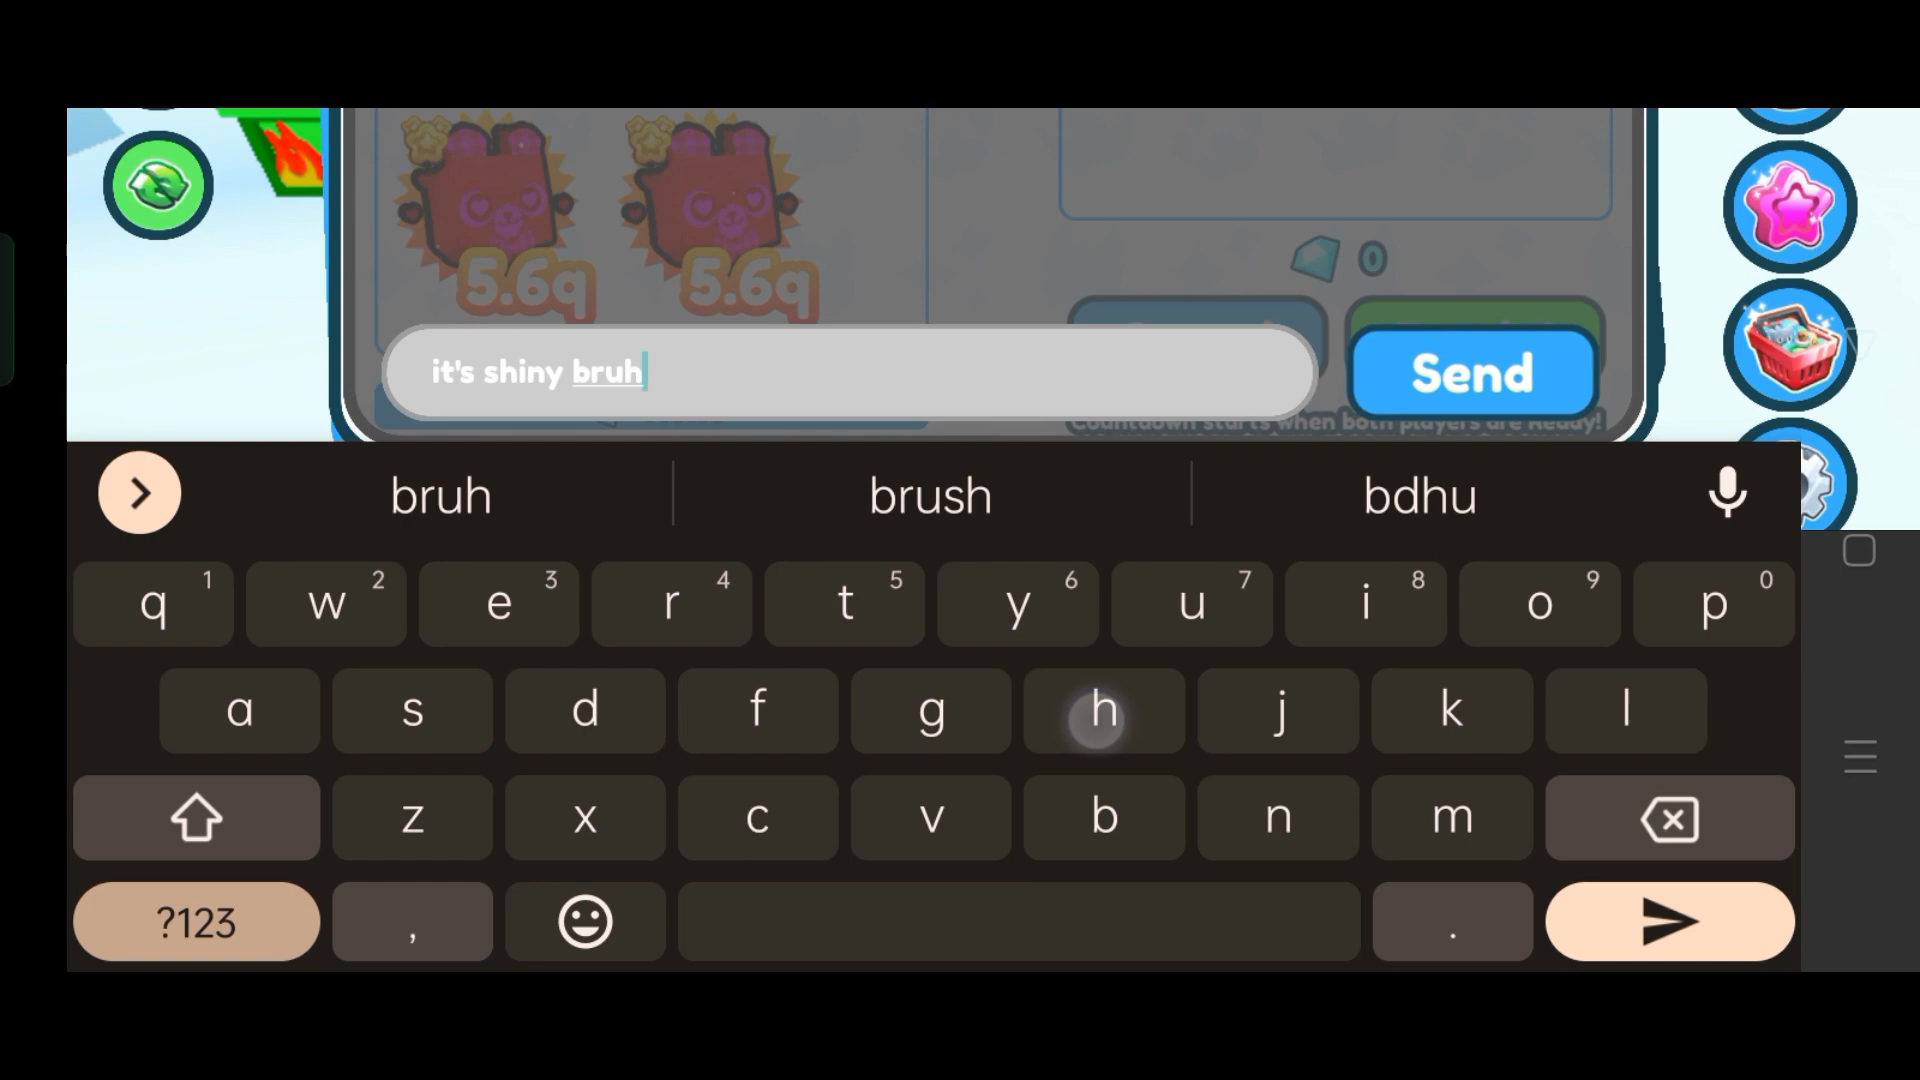 5.6q 5.6q
0
it's shiny bruh
Send
Countdown starts when both players are Ready!
bruh brush bdhu
q 1 w 2 e 3 r 4 t 5 y 6 u 7 i 8 o 9 p 0
a s d f g h j k l
z x c v b n m
?123 , .